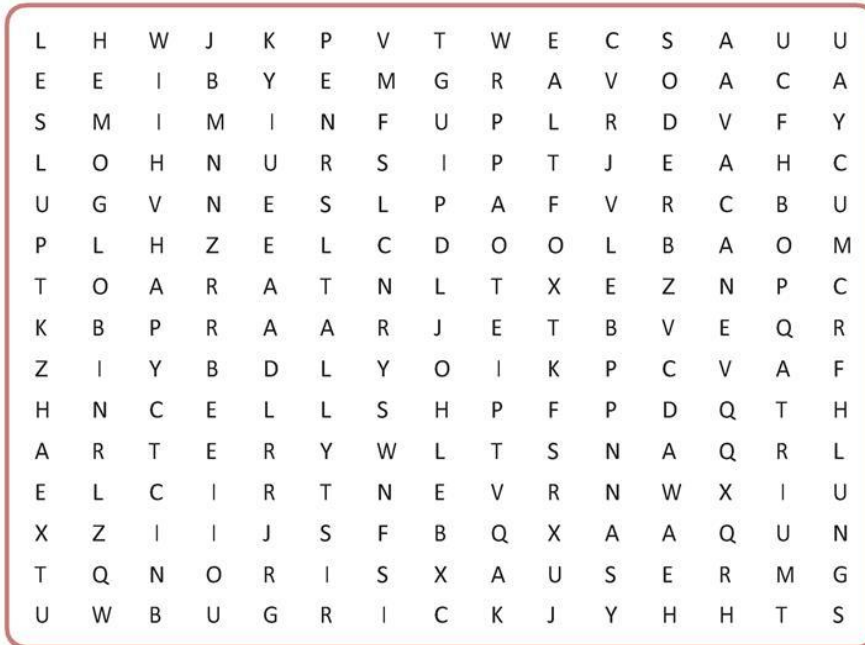 L H W J K P V T W E C S A U U
E E I B Y E M G R A V O A C A
S M I M I N F U P L R D V F Y
L O H N U R S I P T J E A H C
U G V N E S L P A F V R C B U
P L H Z E L C D O O L B A O M
T O A R A T N L T X E Z N P C
K B P R A A R J E T B V E Q R
Z I Y B D L Y O I K P C V A F
H N C E L L S H P F P D Q T H
A R T E R Y W L T S N A Q R L
E L C I R T N E V R N W X I U
X Z I I J S F B Q X A A Q U N
T Q N O R I S X A U S E R M G
U W B U G R I C K J Y H H T S